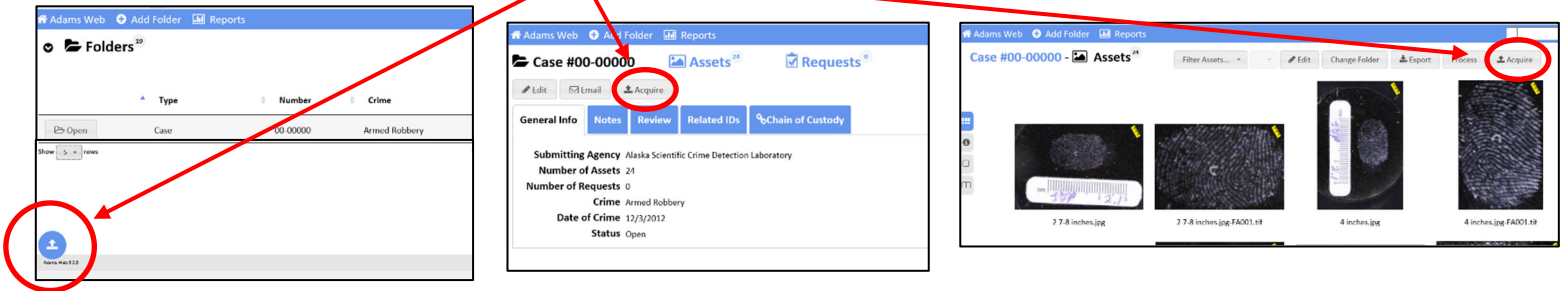 Adams Web Add Folder Reports
Folders 19
Type Number Crime
Open Case 00-00000 Armed Robbery
Show 5 rows
Adams Web
Adams Web Add Folder Reports
Case #00-00000 Assets 24 Requests 0
Edit Email Acquire
General Info Notes Review Related IDs Chain of Custody
Submitting Agency Alaska Scientific Crime Detection Laboratory
Number of Assets 24
Number of Requests 0
Crime Armed Robbery
Date of Crime 12/3/2012
Status Open
Adams Web Add Folder Reports
Case #00-00000 - Assets 24 Filter Assets... Edit Change Folder Export Process Acquire
2 7-8 inches.jpg 2 7-8 inches.jpg-FA001.tif 4 inches.jpg 4 inches.jpg-FA001.tif